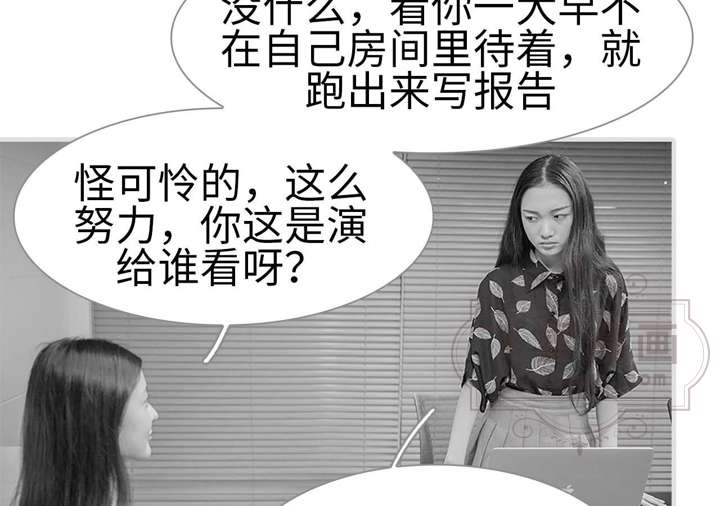 没什么，看你一大早不
在自己房间里待着，就
跑出来写报告
怪可怜的，这么
努力，你这是演
给谁看呀？
画
com